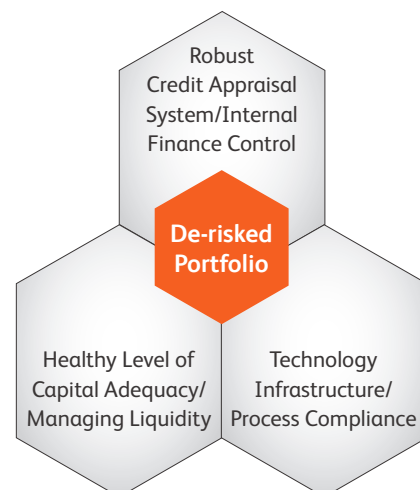 Robust
Credit Appraisal
System/Internal
Finance Control
De-risked
Portfolio
Healthy Level of
Capital Adequacy/
Managing Liquidity
Technology
Infrastructure/
Process Compliance